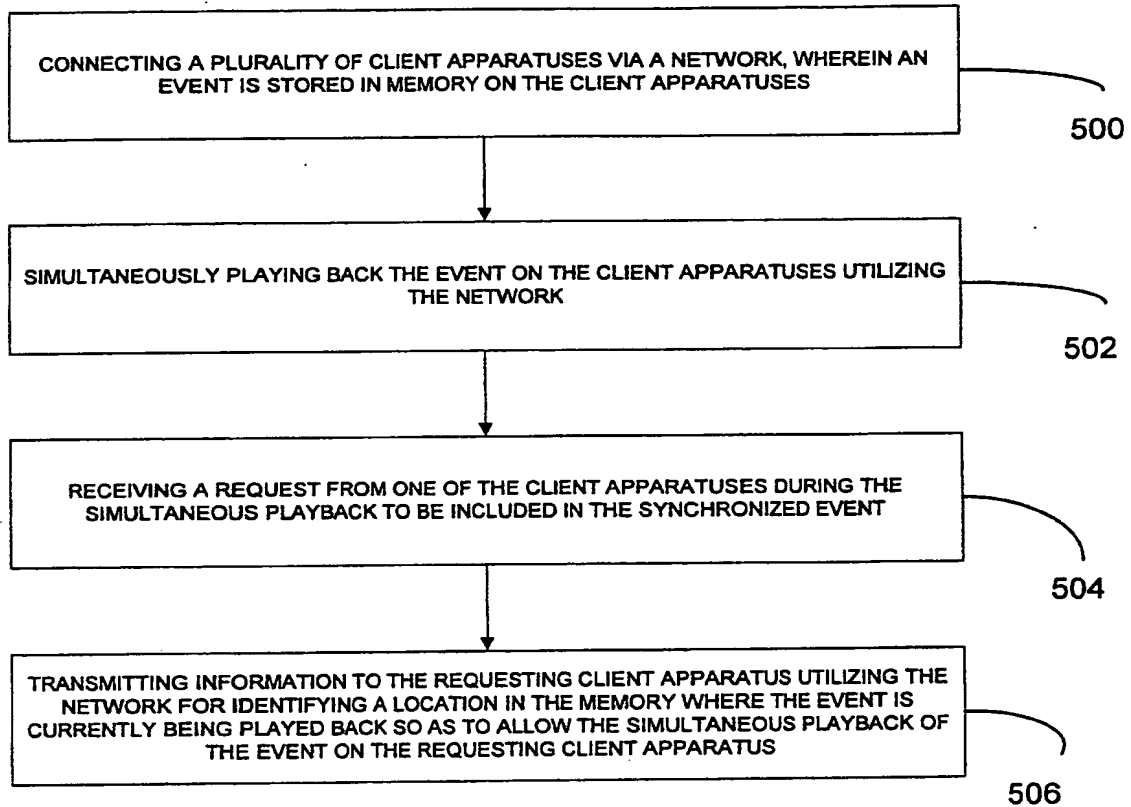 CONNECTING A PLURALITY OF CLIENT APPARATUSES VIA A NETWORK, WHEREIN AN
EVENT IS STORED IN MEMORY ON THE CLIENT APPARATUSES
500
SIMULTANEOUSLY PLAYING BACK THE EVENT ON THE CLIENT APPARATUSES UTILIZING
THE NETWORK
502
RECEIVING A REQUEST FROM ONE OF THE CLIENT APPARATUSES DURING THE
SIMULTANEOUS PLAYBACK TO BE INCLUDED IN THE SYNCHRONIZED EVENT
504
TRANSMITTING INFORMATION TO THE REQUESTING CLIENT APPARATUS UTILIZING THE
NETWORK FOR IDENTIFYING A LOCATION IN THE MEMORY WHERE THE EVENT IS
CURRENTLY BEING PLAYED BACK SO AS TO ALLOW THE SIMULTANEOUS PLAYBACK OF
THE EVENT ON THE REQUESTING CLIENT APPARATUS
506